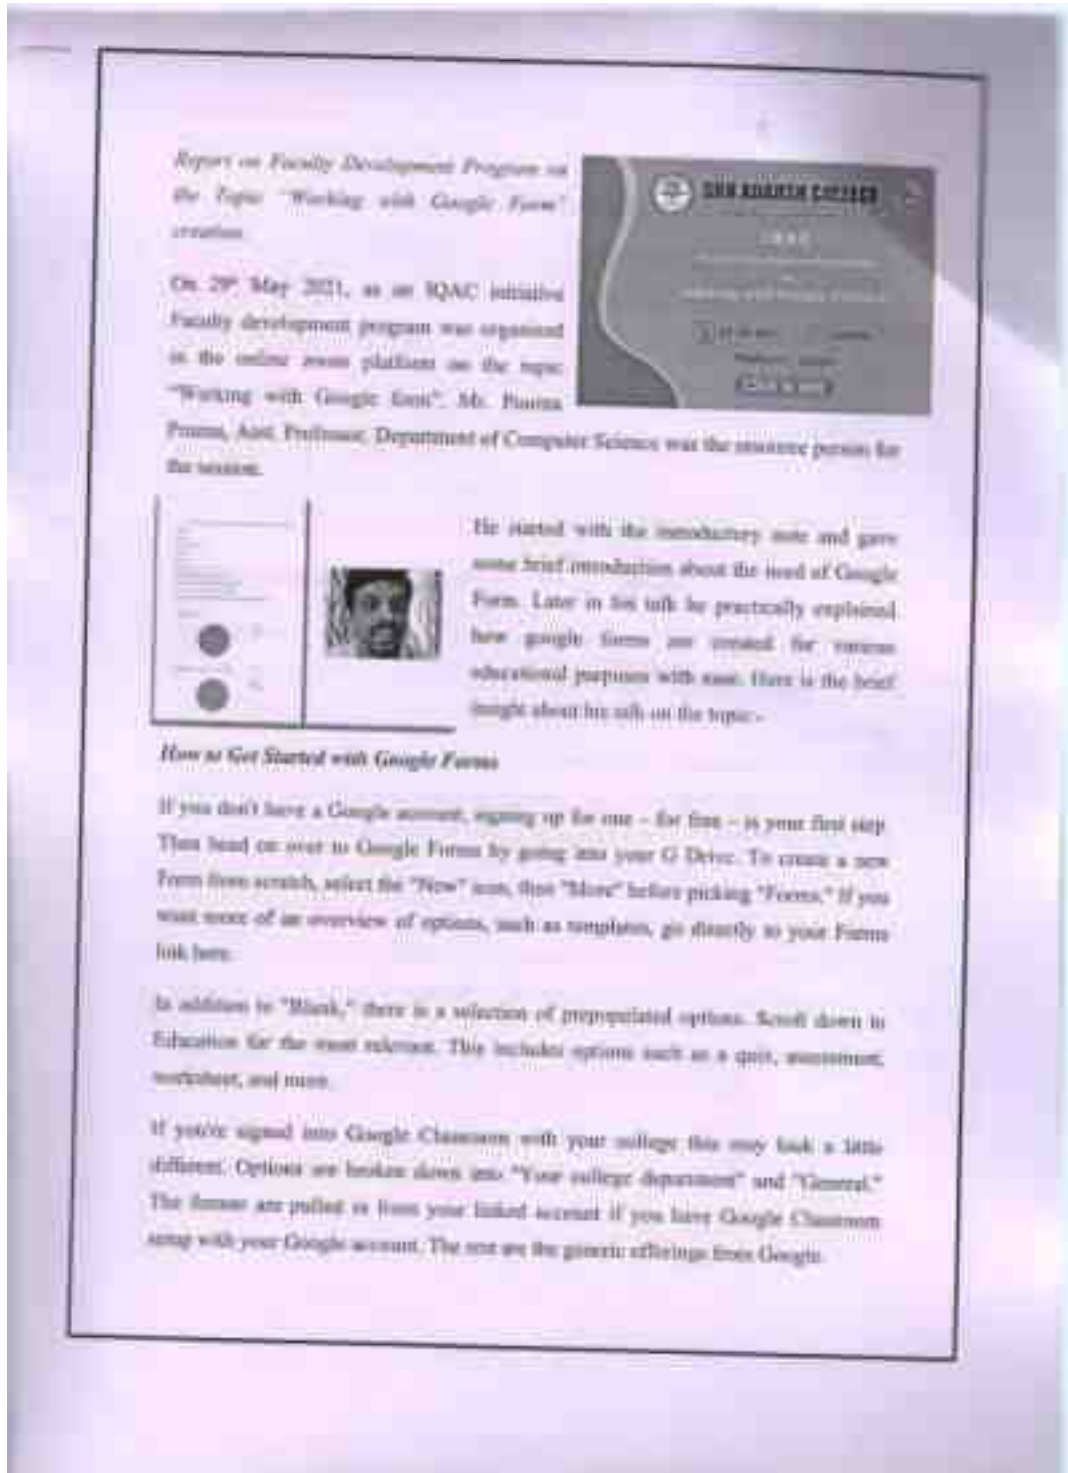 Report on Faculty Development Program on
the Topic "Working with Google Form"
creation
SHRI ADARSH COLLEGE
IQAC
On 29th May 2021, as an IQAC initiative
Faculty development program was organized
in the online zoom platform on the topic
"Working with Google form". Mr.
Asst. Professor, Department of Computer Science was the resource person for
the session.
He started with the introductory note and gave
some brief introduction about the need of Google
Form. Later in his talk he practically explained
how google forms are created for various
educational purposes with ease. Here is the brief
insight about his talk on the topic:-
How to Get Started with Google Forms
If you don't have a Google account, signing up for one – for free – is your first step.
Then head on over to Google Forms by going into your G Drive. To create a new
Form from scratch, select the "New" icon, then "More" before picking "Forms." If you
want more of an overview of options, such as templates, go directly to your Forms
link here.
In addition to "Blank," there is a selection of prepopulated options. Scroll down to
Education for the most relevant. This includes options such as a quiz, assessment,
worksheet, and more.
If you're signed into Google Classroom with your college this may look a little
different. Options are broken down into "Your college department" and "General."
The former are pulled in from your linked account if you have Google Classroom
setup with your Google account. The rest are the generic offerings from Google.